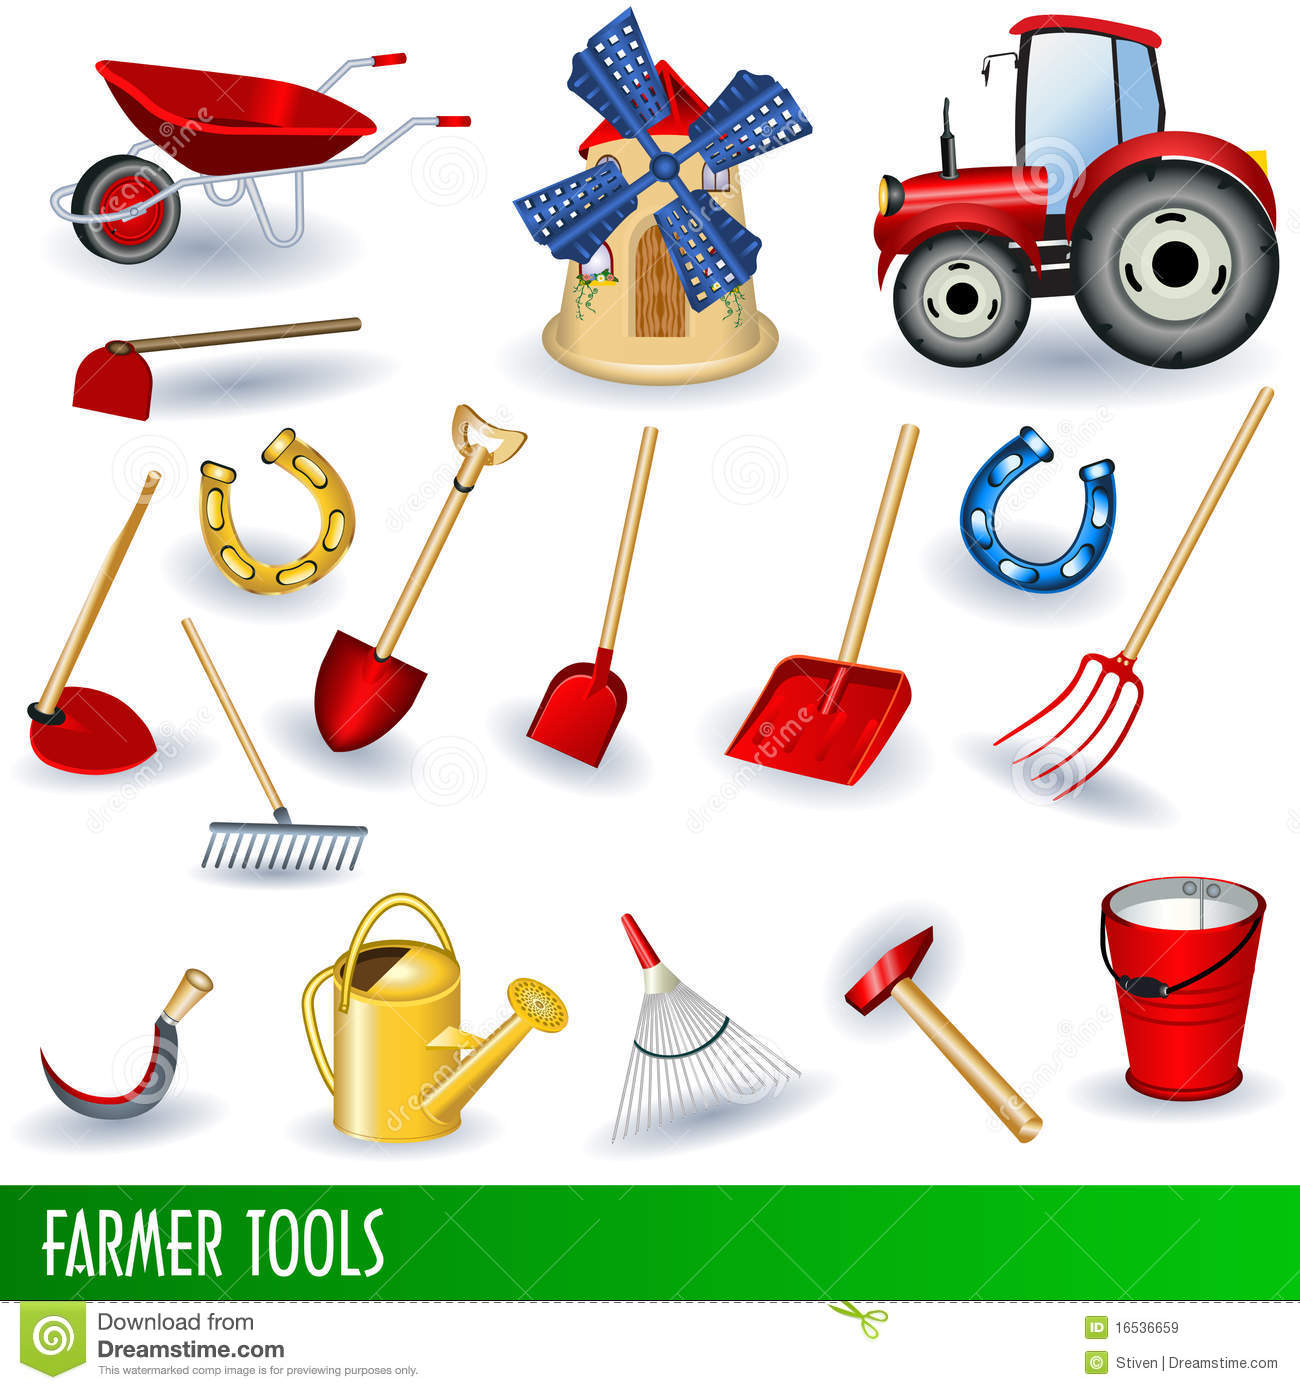 FARMER TOOLS
Download from
Dreamstime.com
This watermarked comp image is for previewing purposes only.
ID 16536659
© Stiven | Dreamstime.com